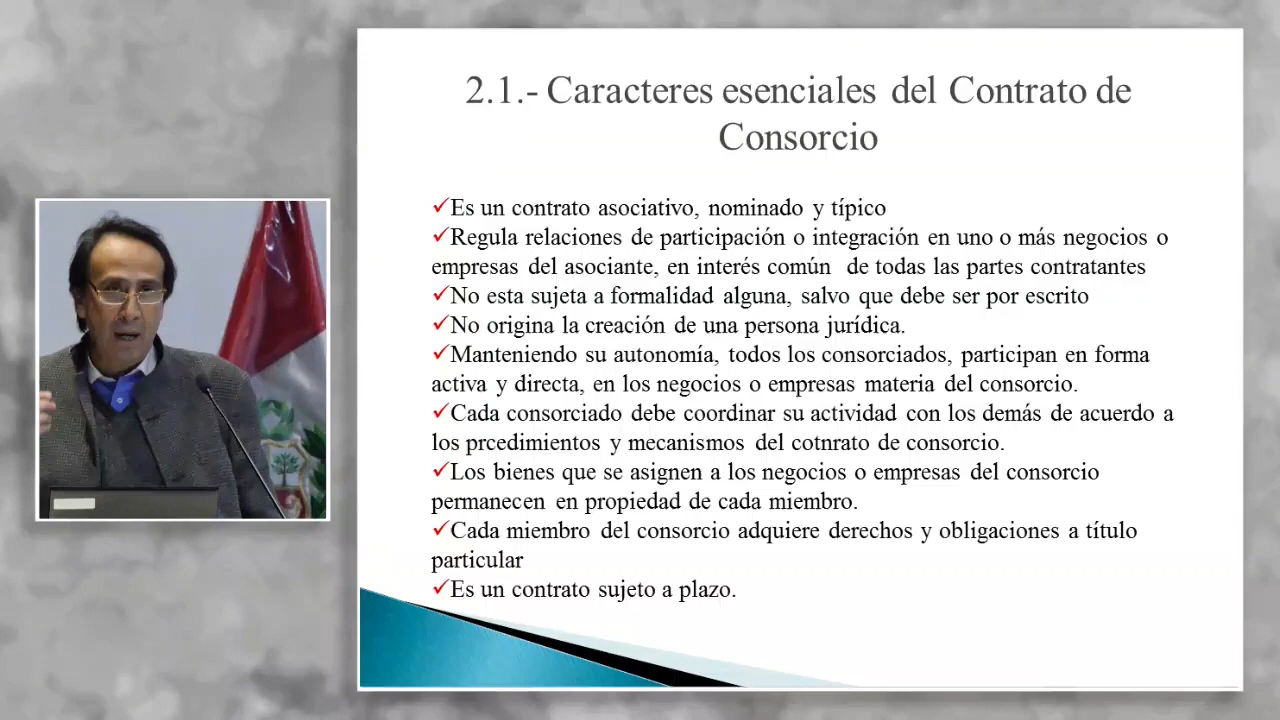 2.1.- Caracteres esenciales del Contrato de
Consorcio
✓Es un contrato asociativo, nominado y típico
✓Regula relaciones de participación o integración en uno o más negocios o
empresas del asociante, en interés común de todas las partes contratantes
✓No esta sujeta a formalidad alguna, salvo que debe ser por escrito
✓No origina la creación de una persona jurídica.
✓Manteniendo su autonomía, todos los consorciados, participan en forma
activa y directa, en los negocios o empresas materia del consorcio.
✓Cada consorciado debe coordinar su actividad con los demás de acuerdo a
los prcedimientos y mecanismos del cotnrato de consorcio.
✓Los bienes que se asignen a los negocios o empresas del consorcio
permanecen en propiedad de cada miembro.
✓Cada miembro del consorcio adquiere derechos y obligaciones a título
particular
✓Es un contrato sujeto a plazo.